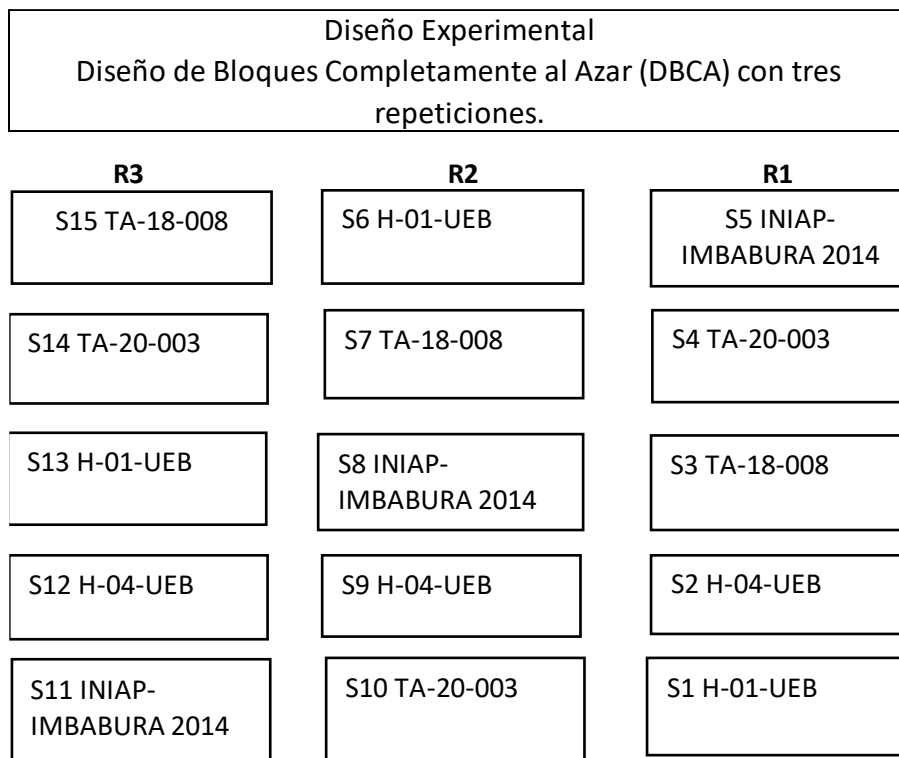 Diseño Experimental
Diseño de Bloques Completamente al Azar (DBCA) con tres
repeticiones.
R3 R2 R1
S15 TA-18-008
S6 H-01-UEB
S5 INIAP-
IMBABURA 2014
S14 TA-20-003
S7 TA-18-008
S4 TA-20-003
S13 H-01-UEB
S8 INIAP-
IMBABURA 2014
S3 TA-18-008
S12 H-04-UEB
S9 H-04-UEB
S2 H-04-UEB
S11 INIAP-
IMBABURA 2014
S10 TA-20-003
S1 H-01-UEB